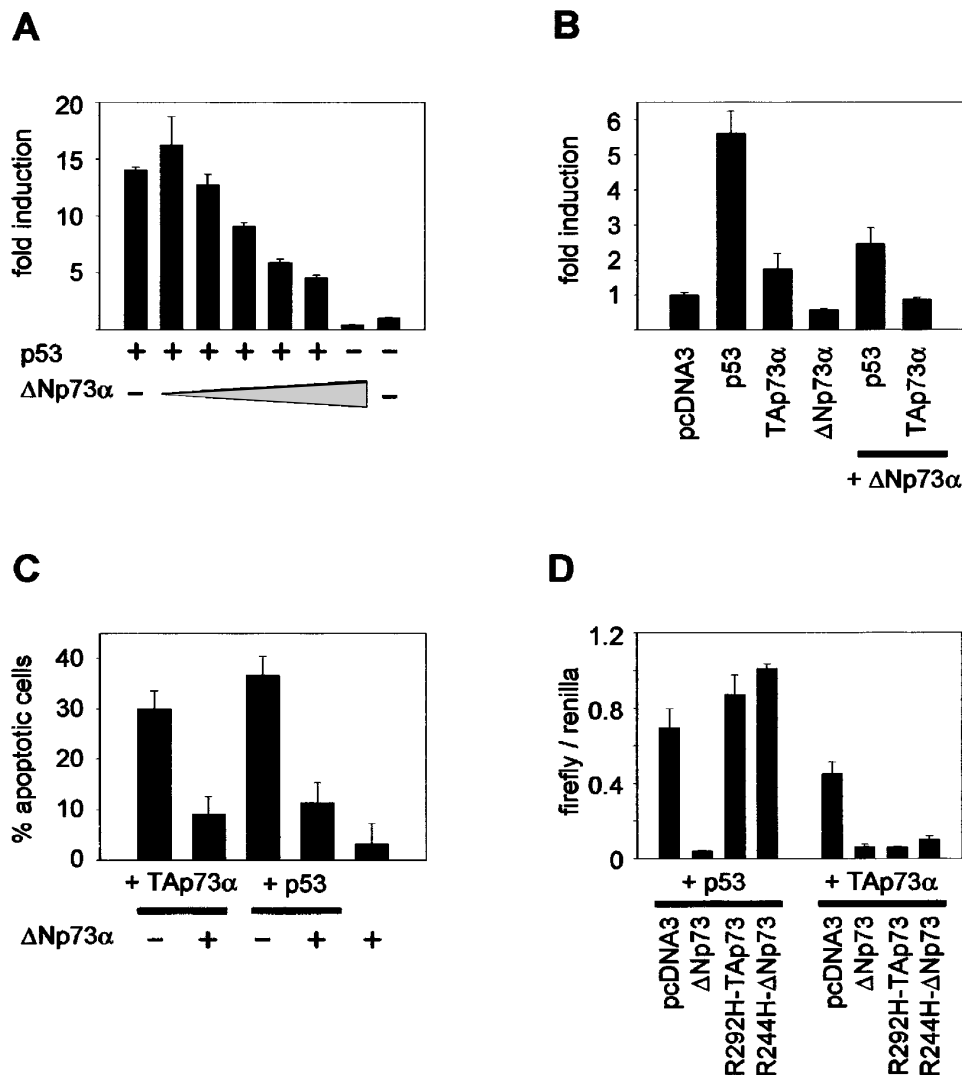 A
fold induction
20
15
10
5
p53
+ + + + + + − −
ΔNp73α
− −
B
fold induction
6
5
4
3
2
1
pcDNA3
p53
TAp73α
ΔNp73α
p53
TAp73α
+ ΔNp73α
C
% apoptotic cells
40
30
20
10
0
+ TAp73α
+ p53
ΔNp73α
− + − + +
D
firefly / renilla
1.2
0.8
0.4
0
+ p53
+ TAp73α
pcDNA3
ΔNp73
R292H-TAp73
R244H-ΔNp73
pcDNA3
ΔNp73
R292H-TAp73
R244H-ΔNp73